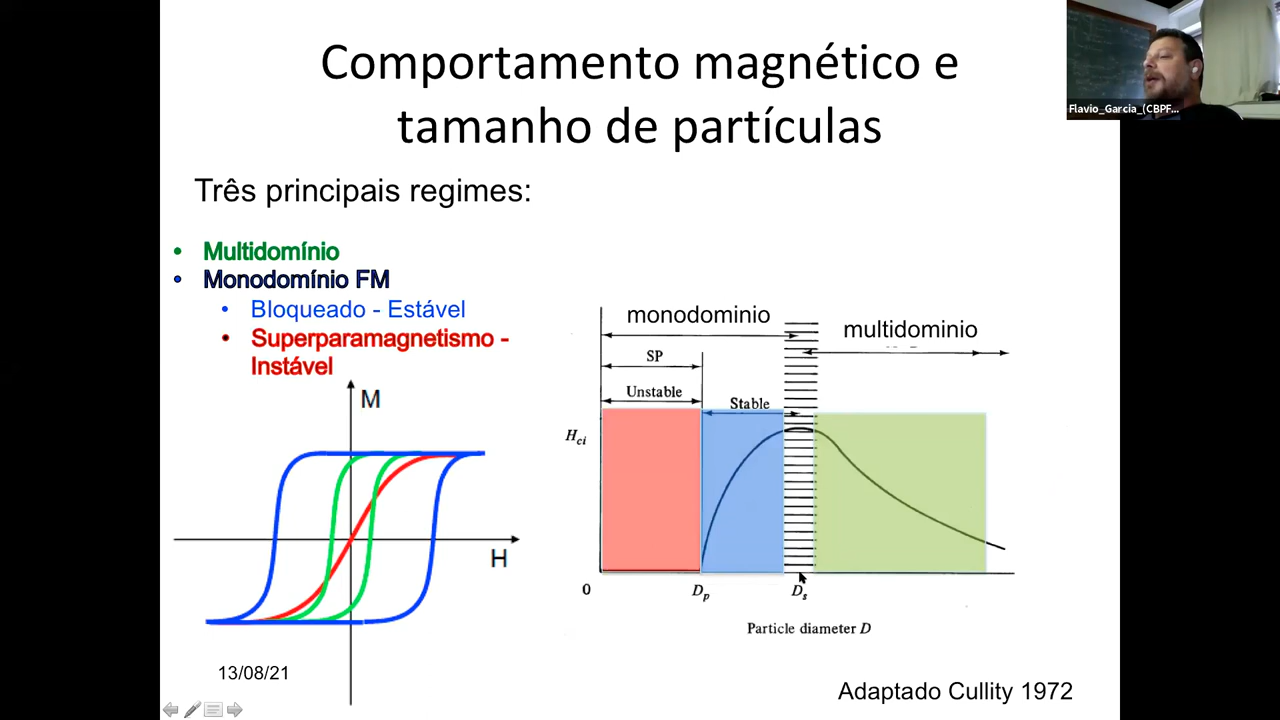 Comportamento magnético e
tamanho de partículas
Flavio_Garcia_(CBPF...
Três principais regimes:
• Multidomínio
• Monodomínio FM
• Bloqueado - Estável
• Superparamagnetismo -
Instável
M
H
monodominio
multidominio
SP
Unstable
Stable
Hci
0
Dp
Ds
Particle diameter D
13/08/21
Adaptado Cullity 1972